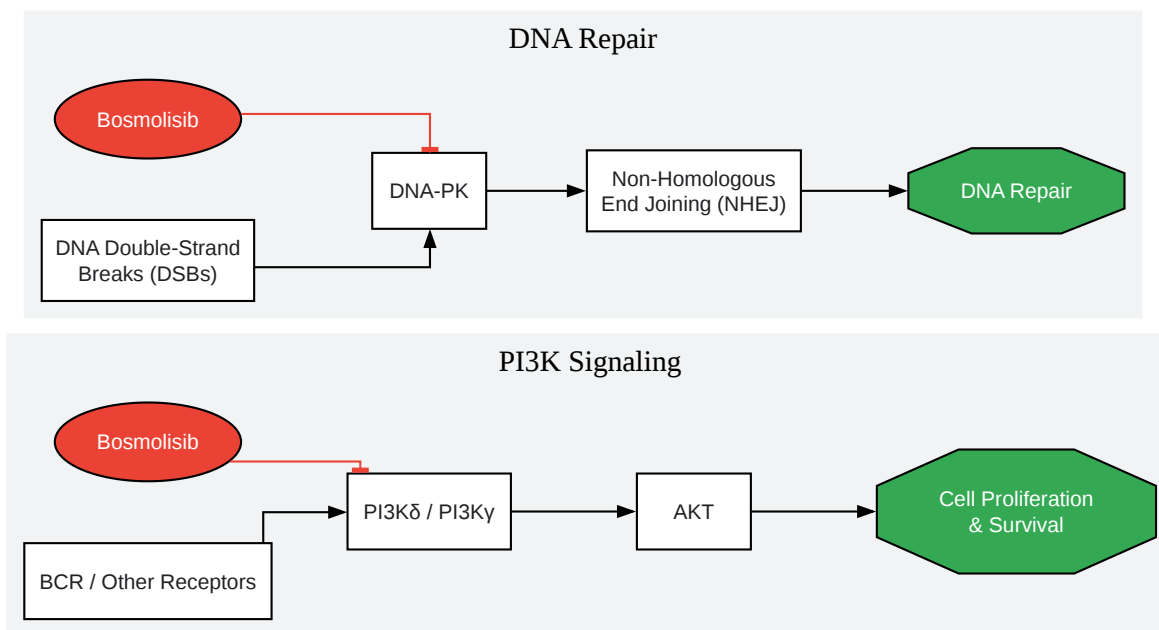 DNA Repair
Bosmolisib
DNA-PK
Non-Homologous
End Joining (NHEJ)
DNA Repair
DNA Double-Strand
Breaks (DSBs)
PI3K Signaling
Bosmolisib
PI3Kδ / PI3Kγ
AKT
Cell Proliferation
& Survival
BCR / Other Receptors